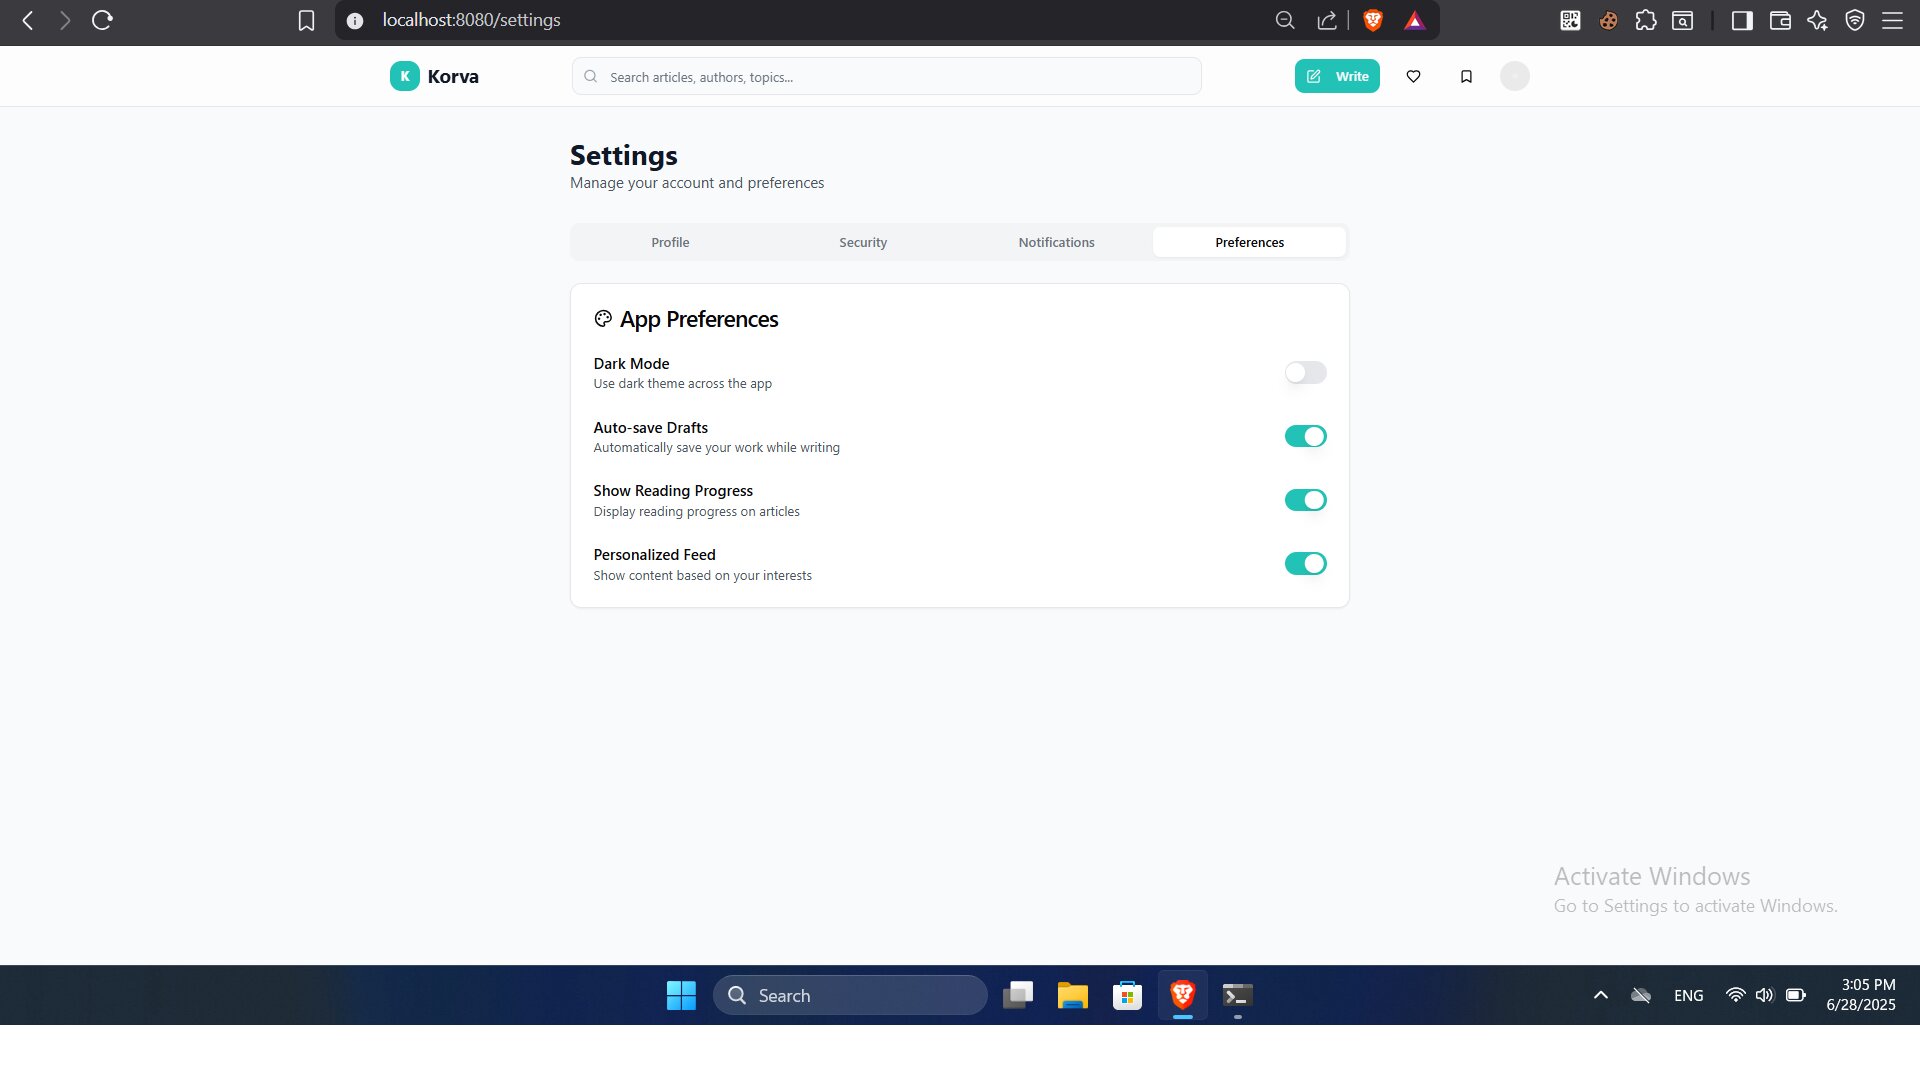 localhost:8080/settings
K Korva
Search articles, authors, topics...
Write
Settings
Manage your account and preferences
Profile Security Notifications Preferences
App Preferences
Dark Mode
Use dark theme across the app
Auto-save Drafts
Automatically save your work while writing
Show Reading Progress
Display reading progress on articles
Personalized Feed
Show content based on your interests
Activate Windows
Go to Settings to activate Windows.
Search
ENG
3:05 PM
6/28/2025